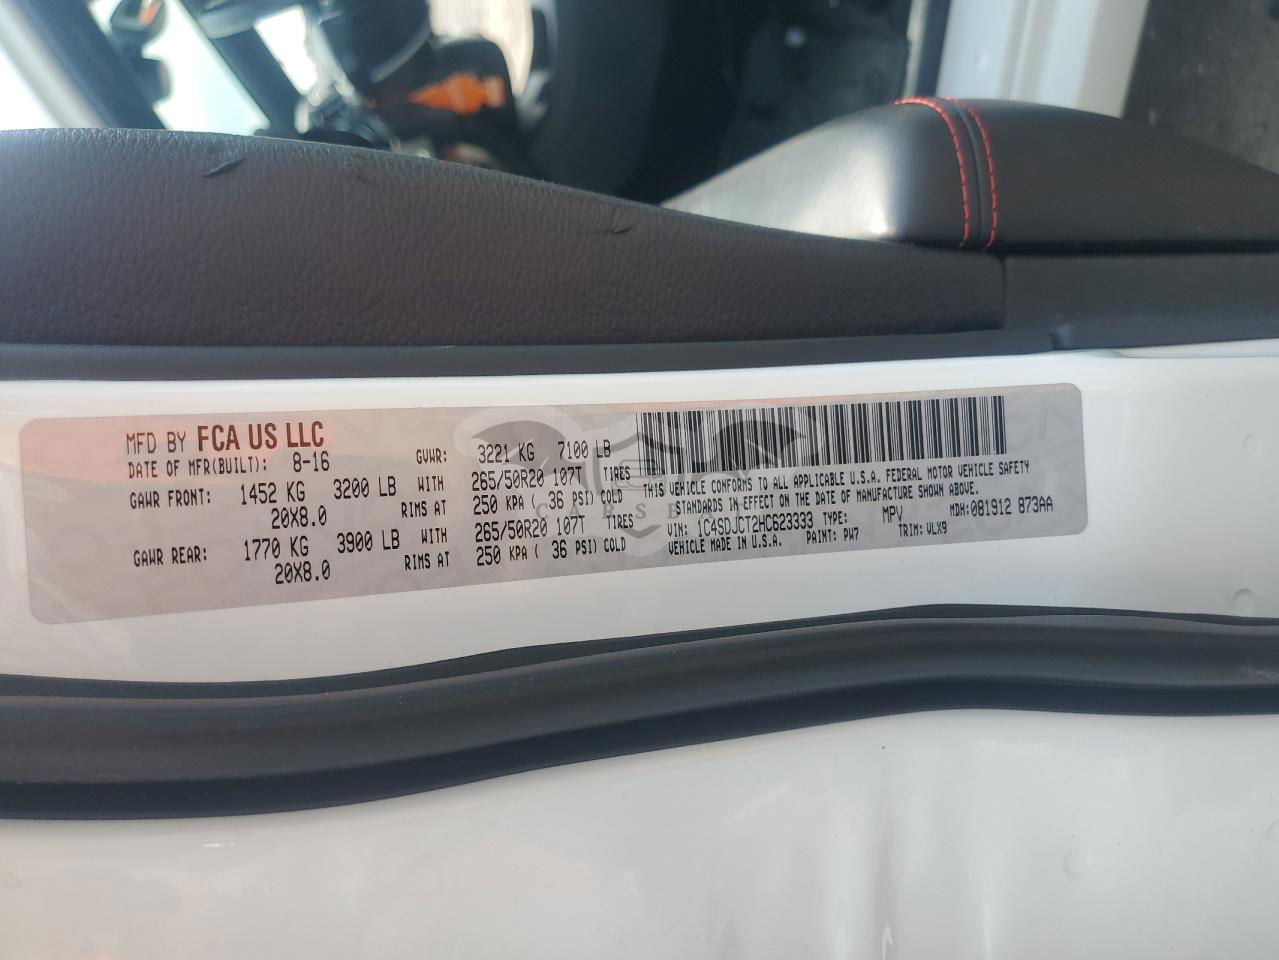 MFD BY FCA US LLC
DATE OF MFR(BUILT): 8-16 GVWR: 3221 KG 7100 LB
GAWR FRONT: 1452 KG 3200 LB WITH 265/50R20 107T TIRES
20X8.0 RIMS AT 250 KPA ( 36 PSI) COLD
GAWR REAR: 1770 KG 3900 LB WITH 265/50R20 107T TIRES
20X8.0 RIMS AT 250 KPA ( 36 PSI) COLD
THIS VEHICLE CONFORMS TO ALL APPLICABLE U.S.A. FEDERAL MOTOR VEHICLE SAFETY
STANDARDS IN EFFECT ON THE DATE OF MANUFACTURE SHOWN ABOVE.
VIN: 1C4SDJCT2HC623333 TYPE: MPV MDH: 081912 873AA
VEHICLE MADE IN U.S.A. PAINT: PW7 TRIM: VLX9